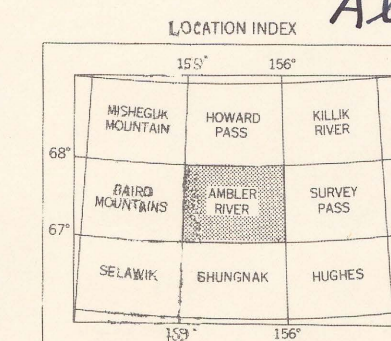 LOCATION INDEX
159° 156°
MISHEGUK MOUNTAIN HOWARD PASS KILLIK RIVER
68°
BAIRD MOUNTAINS AMBLER RIVER SURVEY PASS
67°
SELAWIK SHUNGNAK HUGHES
159° 156°